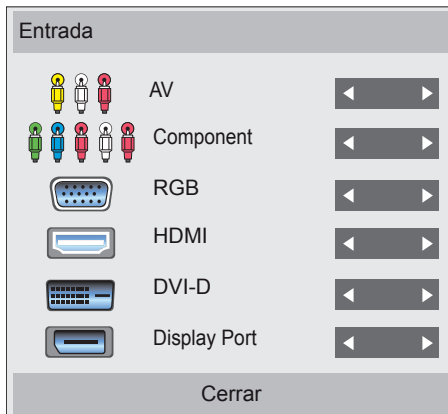 Entrada
AV
Component
RGB
HDMI
DVI-D
Display Port
Cerrar